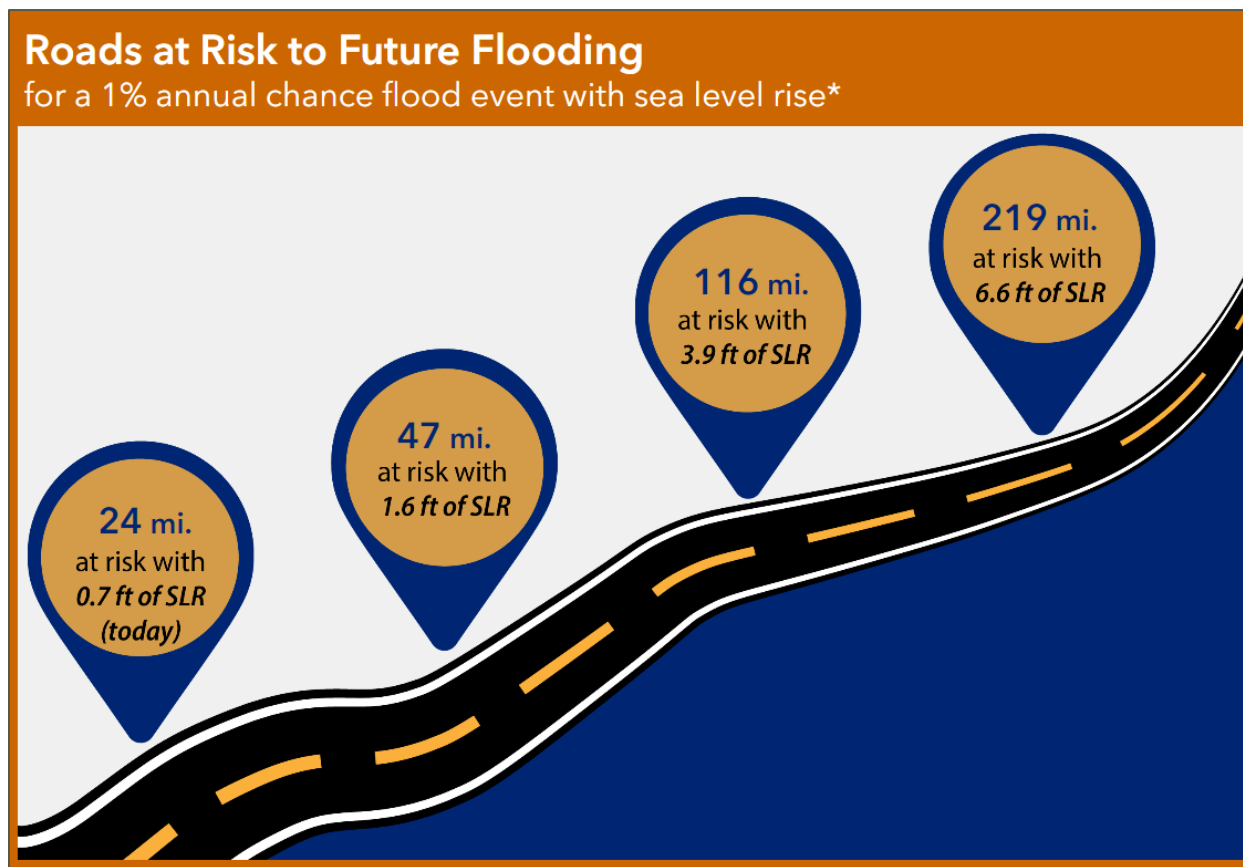 Roads at Risk to Future Flooding
for a 1% annual chance flood event with sea level rise*
24 mi.
at risk with
0.7 ft of SLR
(today)
47 mi.
at risk with
1.6 ft of SLR
116 mi.
at risk with
3.9 ft of SLR
219 mi.
at risk with
6.6 ft of SLR